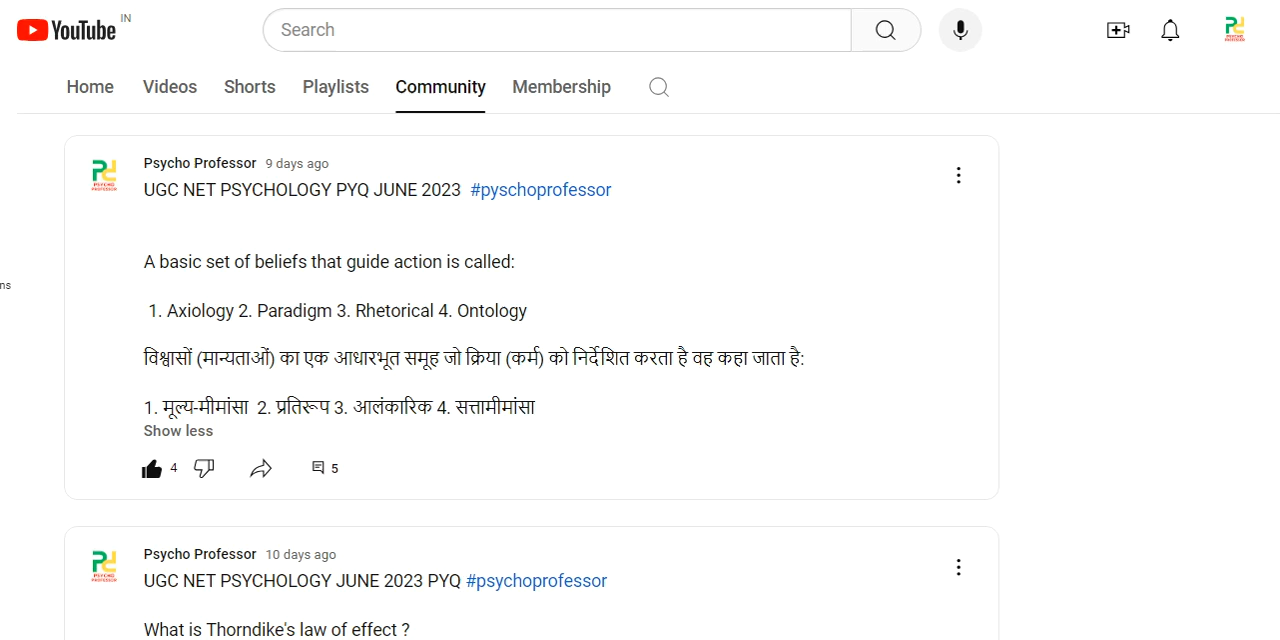 YouTube IN
Search
Home Videos Shorts Playlists Community Membership
Psycho Professor 9 days ago
UGC NET PSYCHOLOGY PYQ JUNE 2023 #pyschoprofessor
A basic set of beliefs that guide action is called:
ns
1. Axiology 2. Paradigm 3. Rhetorical 4. Ontology
विश्वासों (मान्यताओं) का एक आधारभूत समूह जो क्रिया (कर्म) को निर्देशित करता है वह कहा जाता है:
1. मूल्य-मीमांसा 2. प्रतिरूप 3. आलंकारिक 4. सत्तामीमांसा
Show less
4 5
Psycho Professor 10 days ago
UGC NET PSYCHOLOGY JUNE 2023 PYQ #psychoprofessor
What is Thorndike's law of effect ?